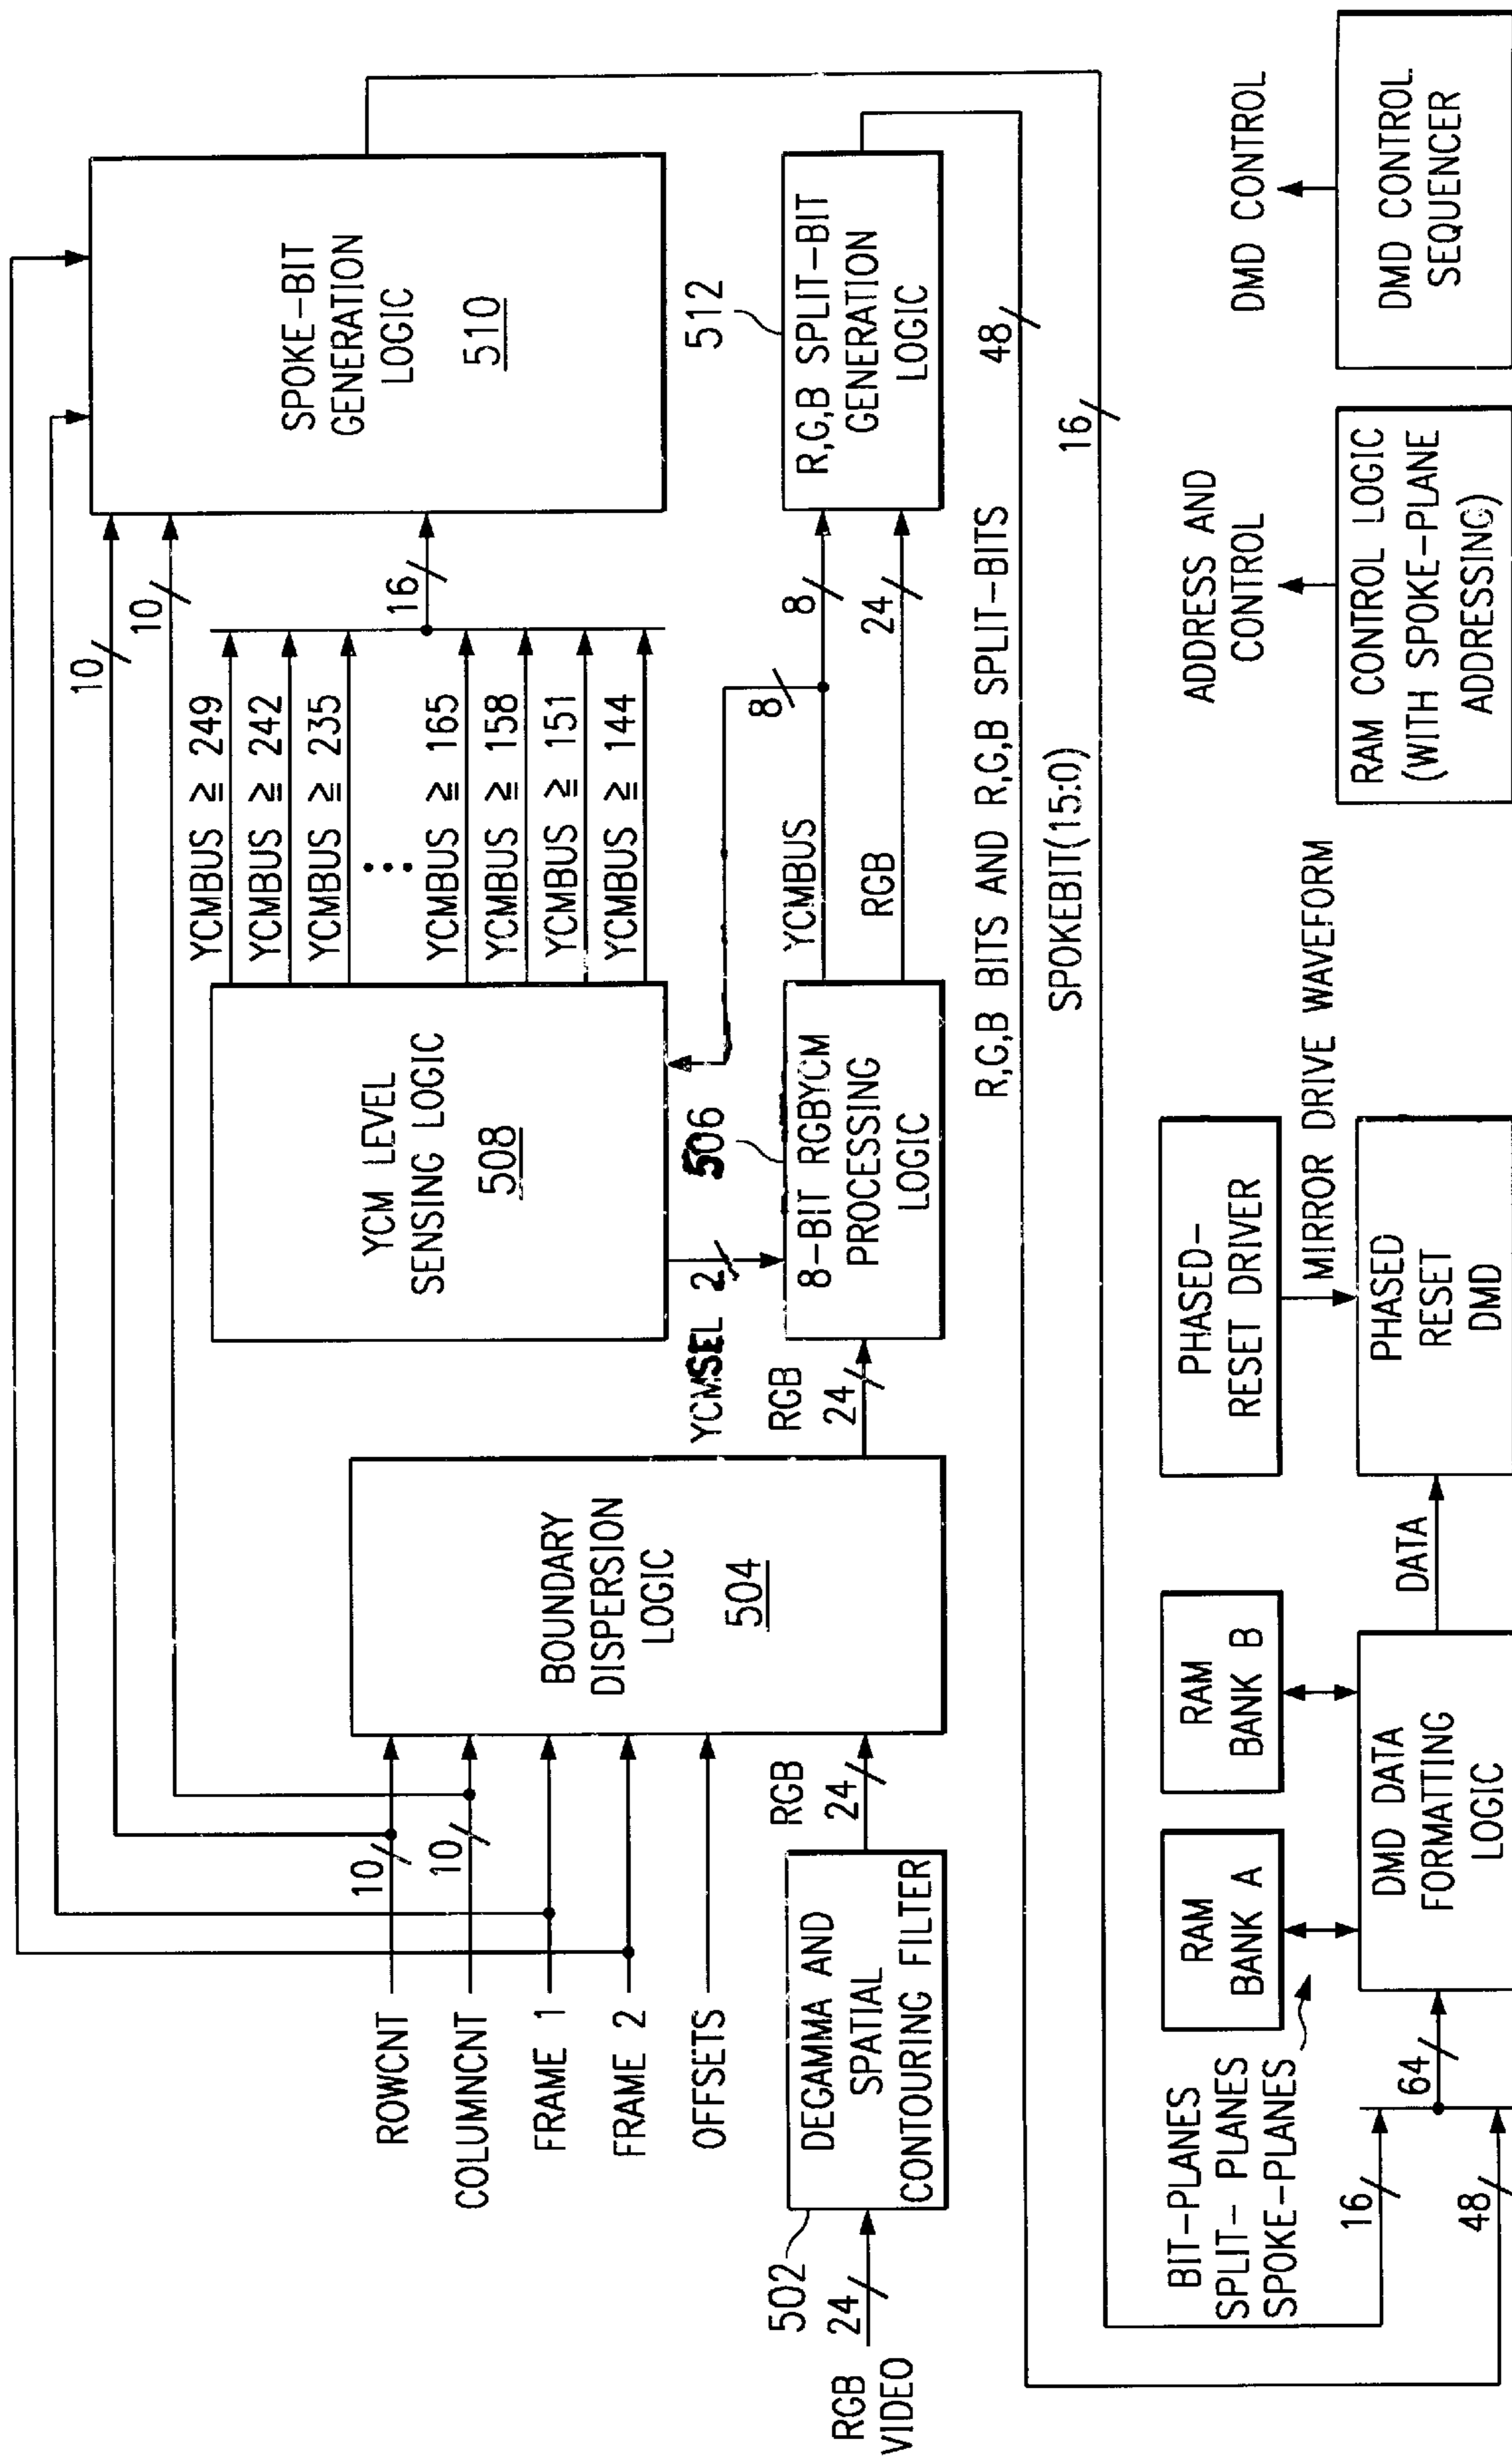 ROWCNT
COLUMNCNT
FRAME 1
FRAME 2
OFFSETS
10
10
10
10
RGB
VIDEO
24
502
DEGAMMA AND
SPATIAL
CONTOURING FILTER
RGB
24
BOUNDARY
DISPERSION
LOGIC
504
RGB
24
YCMSEL 2
YCM LEVEL
SENSING LOGIC
508
506
8-BIT RGBYCM
PROCESSING
LOGIC
YCMBUS ≥ 249
YCMBUS ≥ 242
YCMBUS ≥ 235
⋮
YCMBUS ≥ 165
YCMBUS ≥ 158
YCMBUS ≥ 151
YCMBUS ≥ 144
16
8
YCMBUS
8
RGB
24
SPOKE-BIT
GENERATION
LOGIC
510
512
R,G,B SPLIT-BIT
GENERATION
LOGIC
R,G,B BITS AND R,G,B SPLIT-BITS
48
SPOKEBIT(15:0)
16
BIT-PLANES
SPLIT- PLANES
SPOKE-PLANES
16
48
64
RAM
BANK A
RAM
BANK B
DMD DATA
FORMATTING
LOGIC
DATA
PHASED-
RESET DRIVER
MIRROR DRIVE WAVEFORM
PHASED
RESET
DMD
ADDRESS AND
CONTROL
RAM CONTROL LOGIC
(WITH SPOKE-PLANE
ADDRESSING)
DMD CONTROL
DMD CONTROL
SEQUENCER